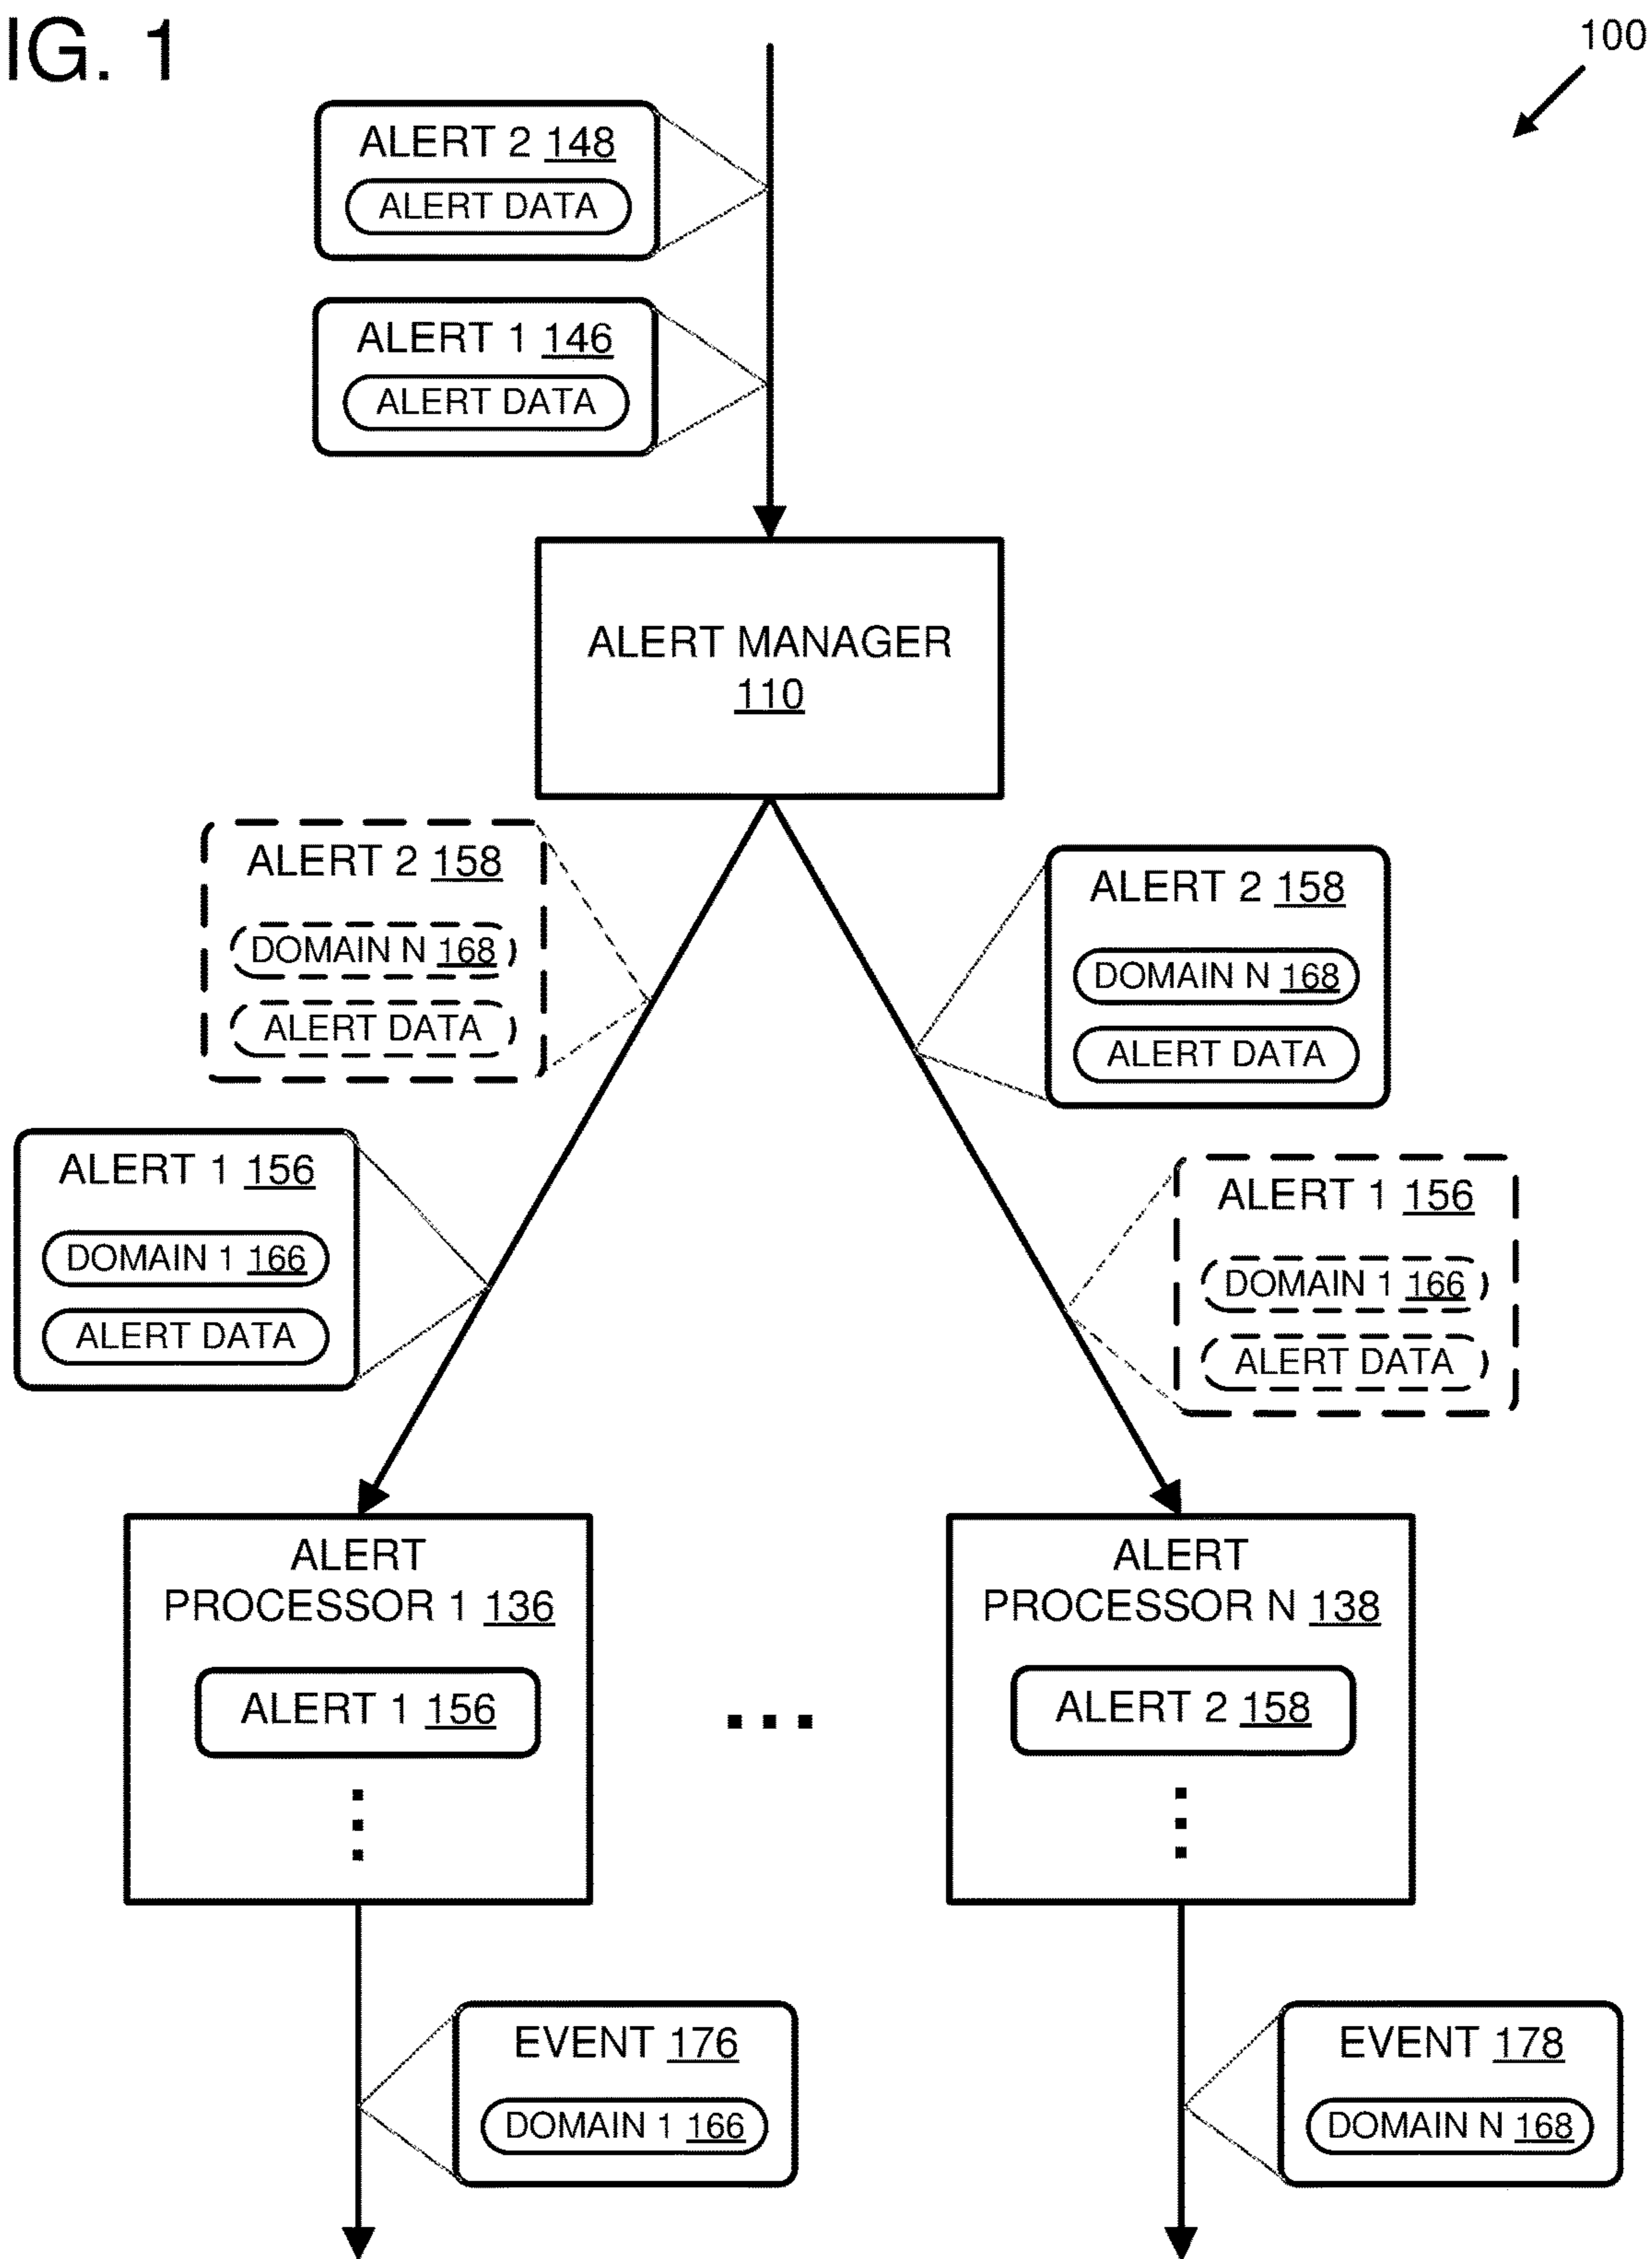 IG. 1
100
ALERT 2 148
ALERT DATA
ALERT 1 146
ALERT DATA
ALERT MANAGER
110
ALERT 2 158
DOMAIN N 168
ALERT DATA
ALERT 2 158
DOMAIN N 168
ALERT DATA
ALERT 1 156
DOMAIN 1 166
ALERT DATA
ALERT 1 156
DOMAIN 1 166
ALERT DATA
ALERT
PROCESSOR 1 136
ALERT 1 156
ALERT
PROCESSOR N 138
ALERT 2 158
EVENT 176
DOMAIN 1 166
EVENT 178
DOMAIN N 168